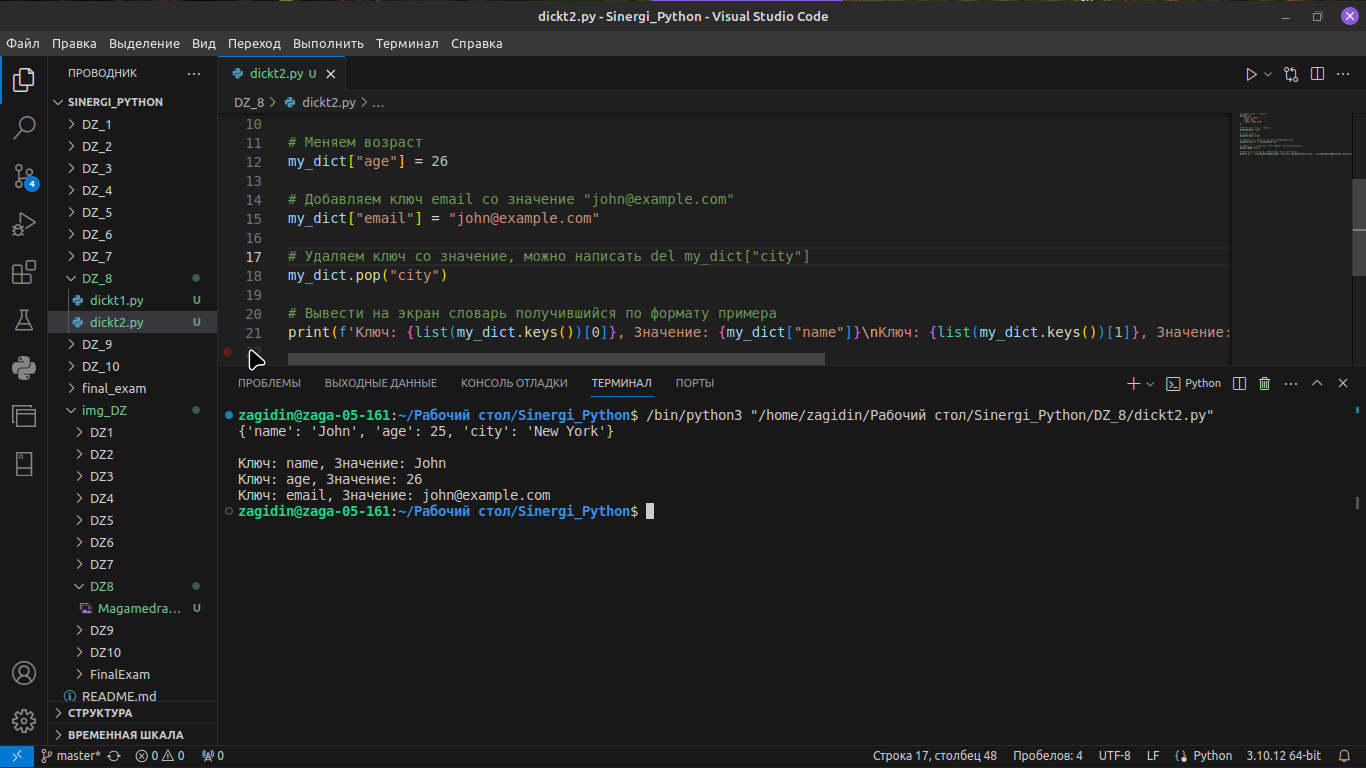 dickt2.py - Sinergi_Python - Visual Studio Code
Файл Правка Выделение Вид Переход Выполнить Терминал Справка
ПРОВОДНИК
SINERGI_PYTHON
DZ_1
DZ_2
DZ_3
DZ_4
DZ_5
DZ_6
DZ_7
DZ_8
dickt1.py U
dickt2.py U
DZ_9
DZ_10
final_exam
img_DZ
DZ1
DZ2
DZ3
DZ4
DZ5
DZ6
DZ7
DZ8
Magamedra... U
DZ9
DZ10
FinalExam
README.md
СТРУКТУРА
ВРЕМЕННАЯ ШКАЛА
4
dickt2.py U
DZ_8 > dickt2.py > ...
10
11 # Меняем возраст
12 my_dict["age"] = 26
13
14 # Добавляем ключ email со значение "john@example.com"
15 my_dict["email"] = "john@example.com"
16
17 # Удаляем ключ со значение, можно написать del my_dict["city"]
18 my_dict.pop("city")
19
20 # Вывести на экран словарь получившийся по формату примера
21 print(f'Ключ: {list(my_dict.keys())[0]}, Значение: {my_dict["name"]}\nКлюч: {list(my_dict.keys())[1]}, Значение:
ПРОБЛЕМЫ ВЫХОДНЫЕ ДАННЫЕ КОНСОЛЬ ОТЛАДКИ ТЕРМИНАЛ ПОРТЫ
Python
zagidin@zaga-05-161:~/Рабочий стол/Sinergi_Python$ /bin/python3 "/home/zagidin/Рабочий стол/Sinergi_Python/DZ_8/dickt2.py"
{'name': 'John', 'age': 25, 'city': 'New York'}
Ключ: name, Значение: John
Ключ: age, Значение: 26
Ключ: email, Значение: john@example.com
zagidin@zaga-05-161:~/Рабочий стол/Sinergi_Python$
master* 0 0 0 Строка 17, столбец 48 Пробелов: 4 UTF-8 LF Python 3.10.12 64-bit